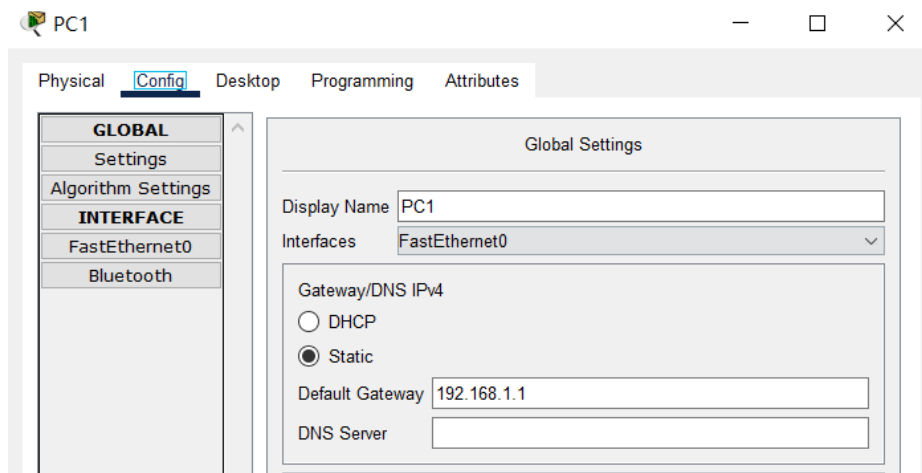 PC1
Physical Config Desktop Programming Attributes
GLOBAL
Settings
Algorithm Settings
INTERFACE
FastEthernet0
Bluetooth
Global Settings
Display Name PC1
Interfaces FastEthernet0
Gateway/DNS IPv4
DHCP
Static
Default Gateway 192.168.1.1
DNS Server